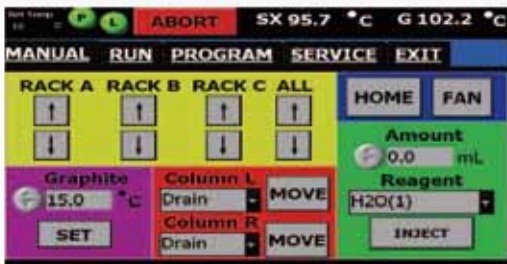 P L ABORT SX 95.7 °C G 102.2 °C
MANUAL RUN PROGRAM SERVICE EXIT
RACK A RACK B RACK C ALL
HOME FAN
Amount
0.0 mL
Graphite
15.0 °C
SET
Column L
Drain MOVE
Column R
Drain MOVE
Reagent
H2O(1)
INJECT